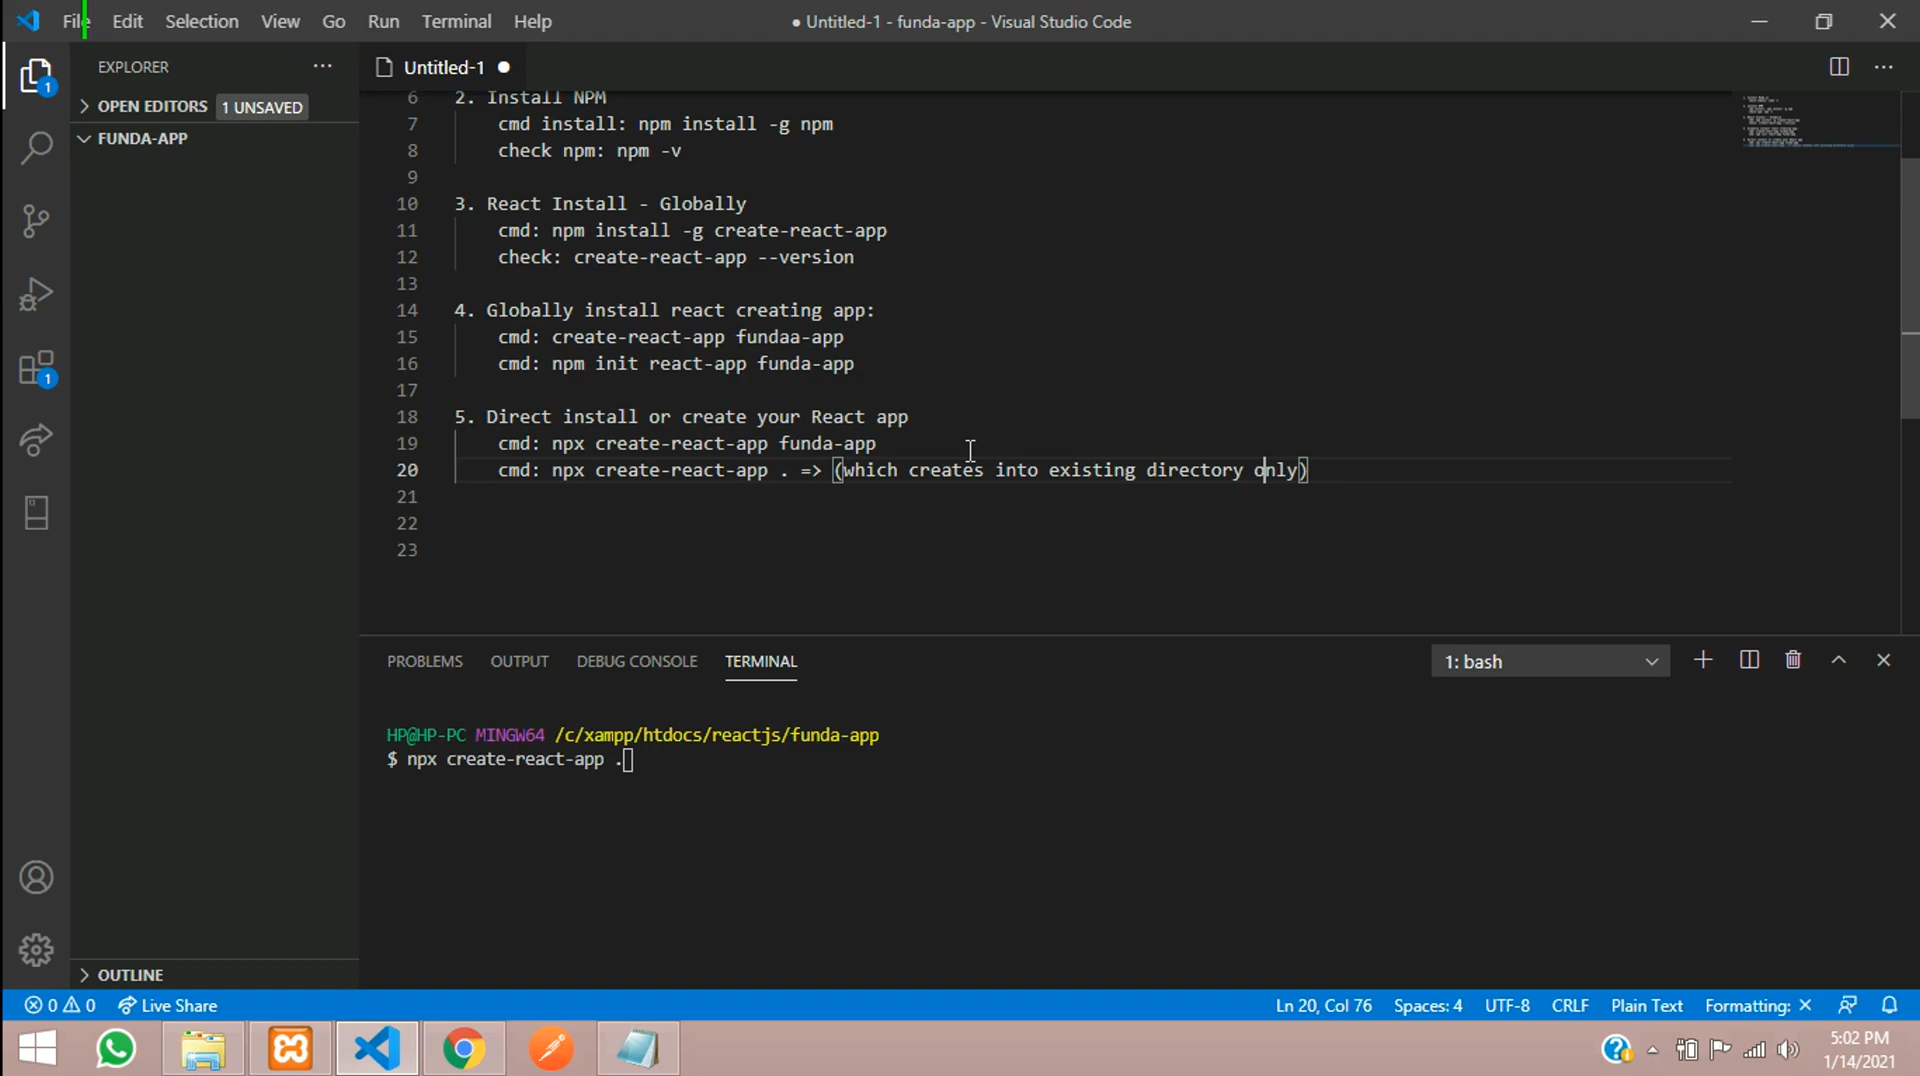 File Edit Selection View Go Run Terminal Help
● Untitled-1 - funda-app - Visual Studio Code
EXPLORER
Untitled-1
OPEN EDITORS 1 UNSAVED
FUNDA-APP
1
1
6 2. Install NPM
7 cmd install: npm install -g npm
8 check npm: npm -v
9
10 3. React Install - Globally
11 cmd: npm install -g create-react-app
12 check: create-react-app --version
13
14 4. Globally install react creating app:
15 cmd: create-react-app fundaa-app
16 cmd: npm init react-app funda-app
17
18 5. Direct install or create your React app
19 cmd: npx create-react-app funda-app
20 cmd: npx create-react-app . => (which creates into existing directory only)
21
22
23
PROBLEMS OUTPUT DEBUG CONSOLE TERMINAL 1: bash
HP@HP-PC MINGW64 /c/xampp/htdocs/reactjs/funda-app
$ npx create-react-app .
OUTLINE
0 0 Live Share Ln 20, Col 76 Spaces: 4 UTF-8 CRLF Plain Text Formatting: ×
5:02 PM
1/14/2021